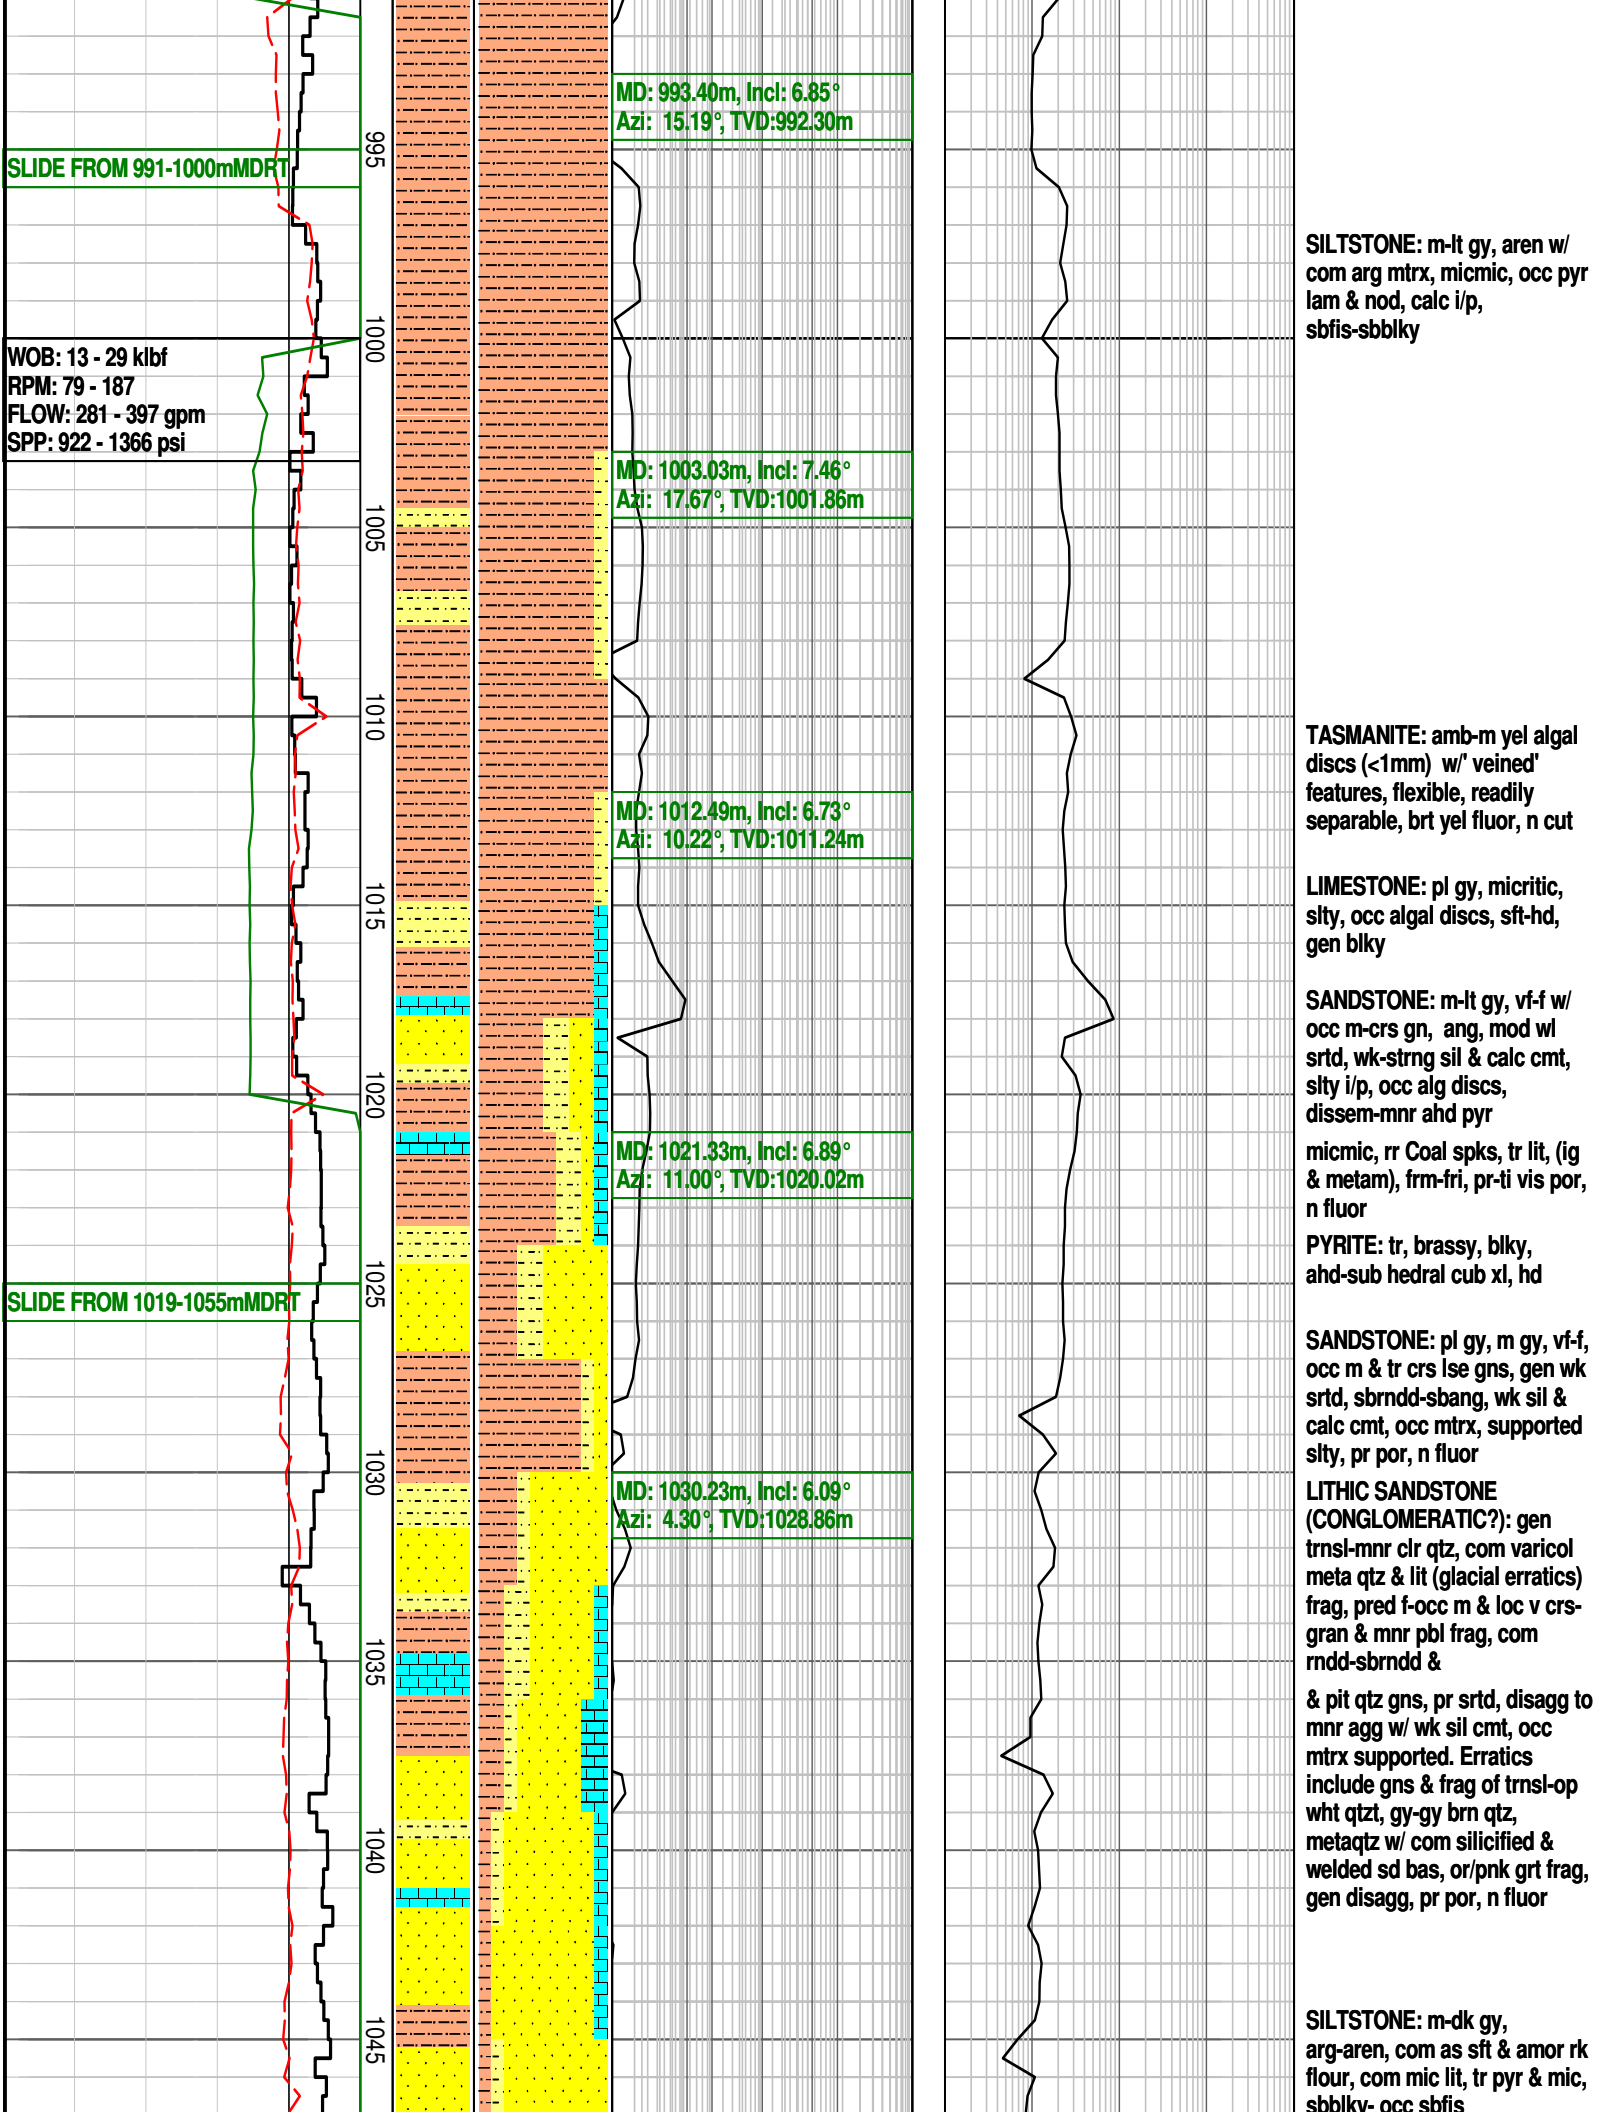 MD: 993.40m, Incl: 6.85°
Azi: 15.19°, TVD:992.30m
995
SLIDE FROM 991-1000mMDRT
SILTSTONE: m-lt gy, aren w/
com arg mtrx, micmic, occ pyr
lam & nod, calc i/p,
sbfis-sbblky
1000
WOB: 13 - 29 klbf
RPM: 79 - 187
FLOW: 281 - 397 gpm
SPP: 922 - 1366 psi
MD: 1003.03m, Incl: 7.46°
Azi: 17.67°, TVD:1001.86m
1005
1010
TASMANITE: amb-m yel algal
discs (<1mm) w/' veined'
features, flexible, readily
separable, brt yel fluor, n cut
MD: 1012.49m, Incl: 6.73°
Azi: 10.22°, TVD:1011.24m
LIMESTONE: pl gy, micritic,
slty, occ algal discs, sft-hd,
gen blky
1015
SANDSTONE: m-lt gy, vf-f w/
occ m-crs gn, ang, mod wl
srtd, wk-strng sil & calc cmt,
slty i/p, occ alg discs,
dissem-mnr ahd pyr
1020
micmic, rr Coal spks, tr lit, (ig
& metam), frm-fri, pr-ti vis por,
n fluor
MD: 1021.33m, Incl: 6.89°
Azi: 11.00°, TVD:1020.02m
PYRITE: tr, brassy, blky,
ahd-sub hedral cub xl, hd
1025
SLIDE FROM 1019-1055mMDRT
SANDSTONE: pl gy, m gy, vf-f,
occ m & tr crs lse gns, gen wk
srtd, sbrndd-sbang, wk sil &
calc cmt, occ mtrx, supported
slty, pr por, n fluor
1030
MD: 1030.23m, Incl: 6.09°
Azi: 4.30°, TVD:1028.86m
LITHIC SANDSTONE
(CONGLOMERATIC?): gen
trnsl-mnr clr qtz, com varicol
meta qtz & lit (glacial erratics)
frag, pred f-occ m & loc v crs-
gran & mnr pbl frag, com
rndd-sbrndd &
1035
& pit qtz gns, pr srtd, disagg to
mnr agg w/ wk sil cmt, occ
mtrx supported. Erratics
include gns & frag of trnsl-op
wht qtzt, gy-gy brn qtz,
metaqtz w/ com silicified &
welded sd bas, or/pnk grt frag,
gen disagg, pr por, n fluor
1040
1045
SILTSTONE: m-dk gy,
arg-aren, com as sft & amor rk
flour, com mic lit, tr pyr & mic,
sbblky- occ sbfis